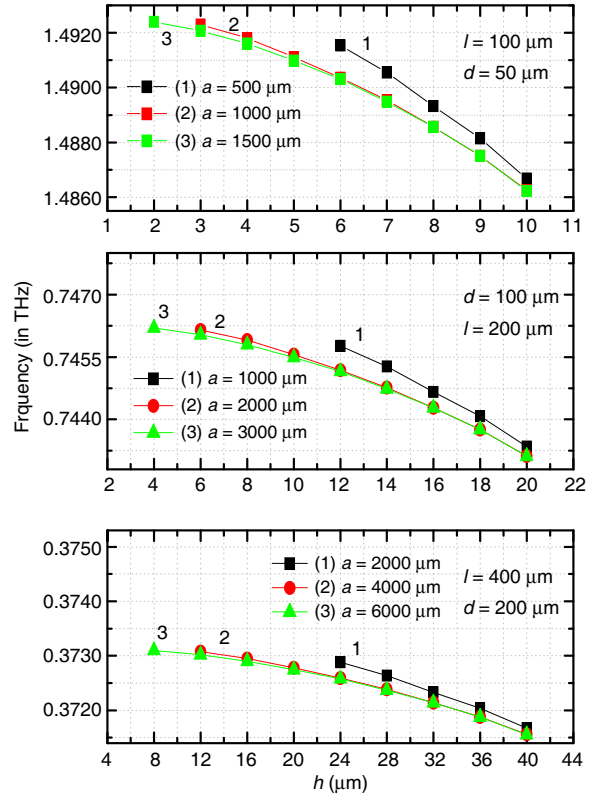 1.4920
1.4900
1.4880
1.4860
3
2
1
l = 100 μm
d = 50 μm
(1) a = 500 μm
(2) a = 1000 μm
(3) a = 1500 μm
1 2 3 4 5 6 7 8 9 10 11
Frquency (in THz)
0.7470
0.7455
0.7440
3
2
1
d = 100 μm
l = 200 μm
(1) a = 1000 μm
(2) a = 2000 μm
(3) a = 3000 μm
2 4 6 8 10 12 14 16 18 20 22
0.3750
0.3740
0.3730
0.3720
(1) a = 2000 μm
(2) a = 4000 μm
(3) a = 6000 μm
l = 400 μm
d = 200 μm
3
2
1
4 8 12 16 20 24 28 32 36 40 44
h (μm)